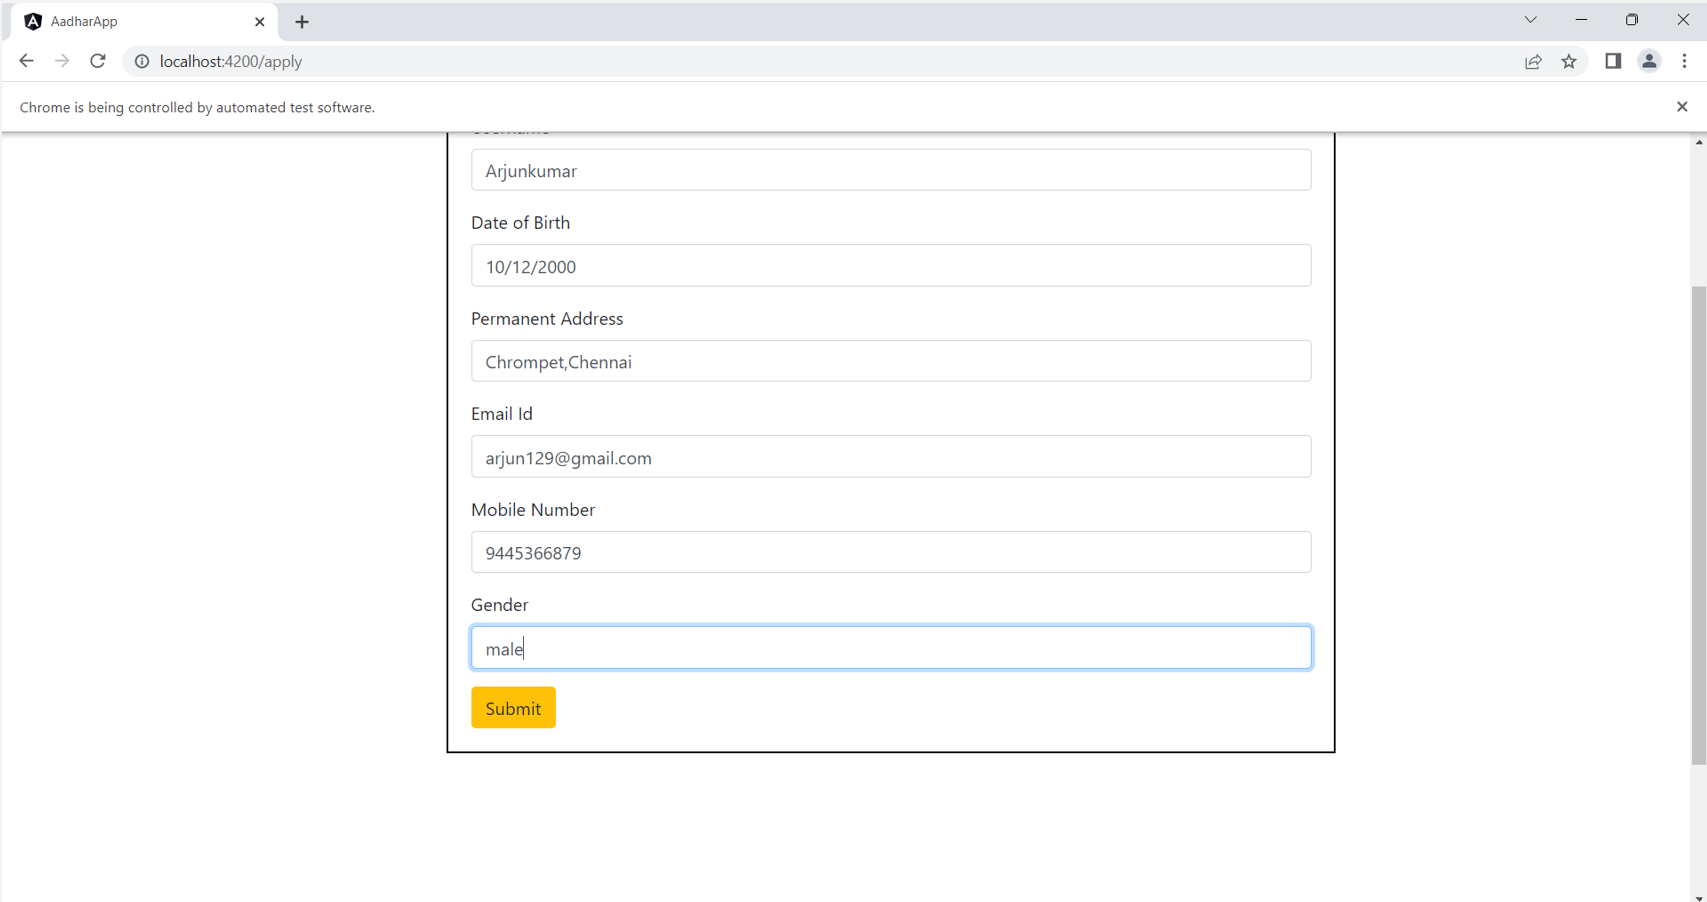 AadharApp
localhost:4200/apply
Chrome is being controlled by automated test software.
Arjunkumar
Date of Birth
10/12/2000
Permanent Address
Chrompet,Chennai
Email Id
arjun129@gmail.com
Mobile Number
9445366879
Gender
male
Submit